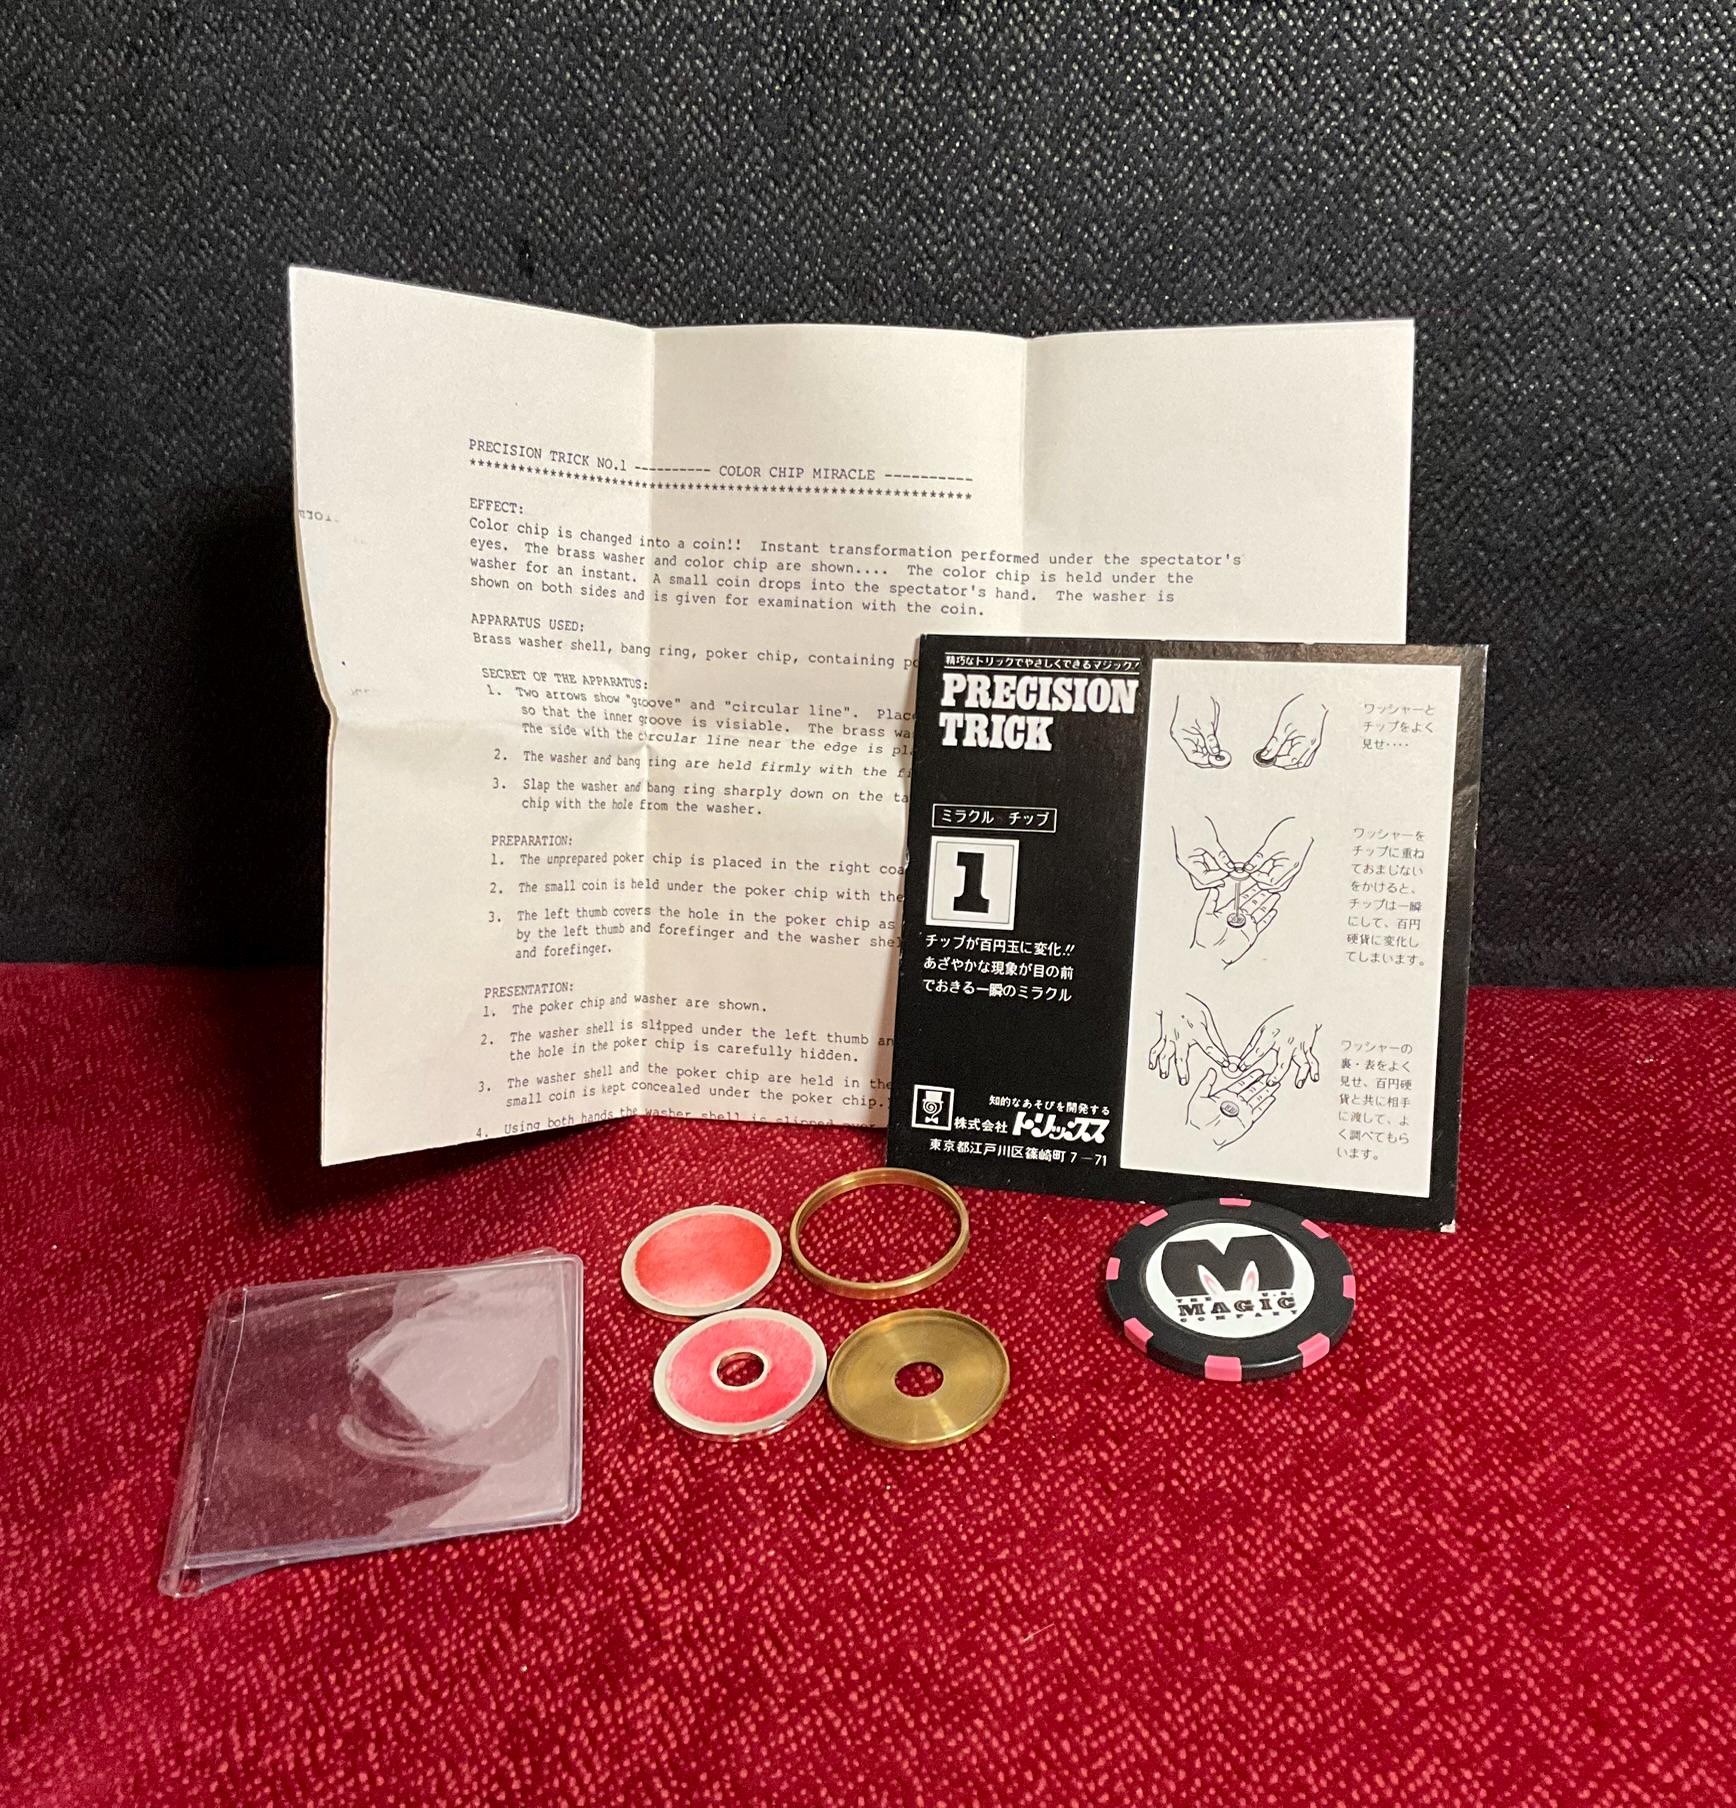 PRECISION TRICK NO.1 ---------- COLOR CHIP MIRACLE ----------
*************************************************************
EFFECT:
Color chip is changed into a coin!! Instant transformation performed under the spectator's
eyes. The brass washer and color chip are shown.... The color chip is held under the
washer for an instant. A small coin drops into the spectator's hand. The washer is
shown on both sides and is given for examination with the coin.
APPARATUS USED:
Brass washer shell, bang ring, poker chip, containing
SECRET OF THE APPARATUS:
1. Two arrows show "groove" and "circular line". Place
so that the inner groove is visiable. The brass
The side with the circular line near the edge is
2. The washer and bang ring are held firmly with the
3. Slap the washer and bang ring sharply down on the
chip with the hole from the washer.
PREPARATION:
1. The unprepared poker chip is placed in the right
2. The small coin is held under the poker chip with the
3. The left thumb covers the hole in the poker chip as
by the left thumb and forefinger and the washer
and forefinger.
PRESENTATION:
1. The poker chip and washer are shown.
2. The washer shell is slipped under the left thumb
the hole in the poker chip is carefully hidden.
3. The washer shell and the poker chip are held in the
small coin is kept concealed under the poker chip.
4. Using both hands the washer shell is slipped over
精巧なトリックでやさしくできるマジック!
PRECISION
TRICK
ミラクル チップ
1
チップが百円玉に変化!!
あざやかな現象が目の前
でおきる一瞬のミラクル
知的なあそびを開発する
株式会社 トリックス
東京都江戸川区篠崎町7-71
ワッシャーと
チップをよく
見せ‥‥
ワッシャーを
チップに重ね
ておまじない
をかけると、
チップは一瞬
にして、百円
硬貨に変化し
てしまいます。
ワッシャーの
裏・表をよく
見せ、百円硬
貨と共に相手
に渡して、よ
く調べてもら
います。
M
THE U.S.
MAGIC
COMPANY